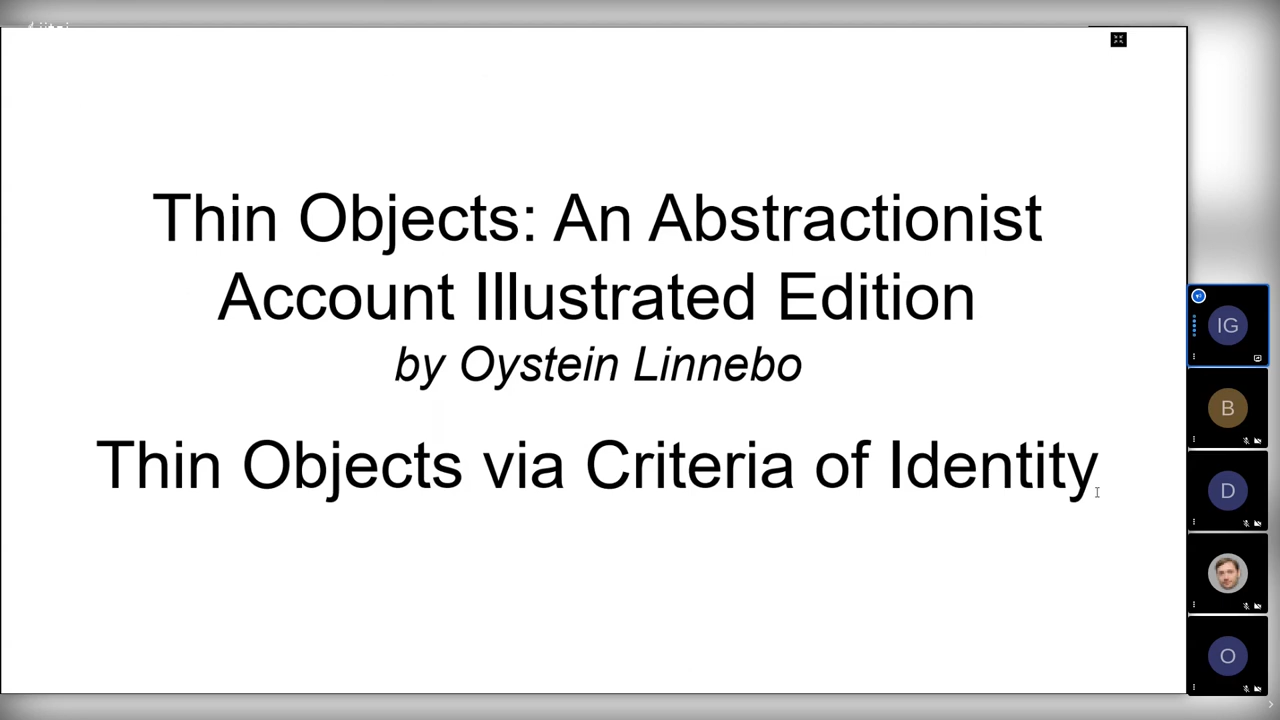 Thin Objects: An Abstractionist
Account Illustrated Edition
by Oystein Linnebo
Thin Objects via Criteria of Identity
IG
B
D
O